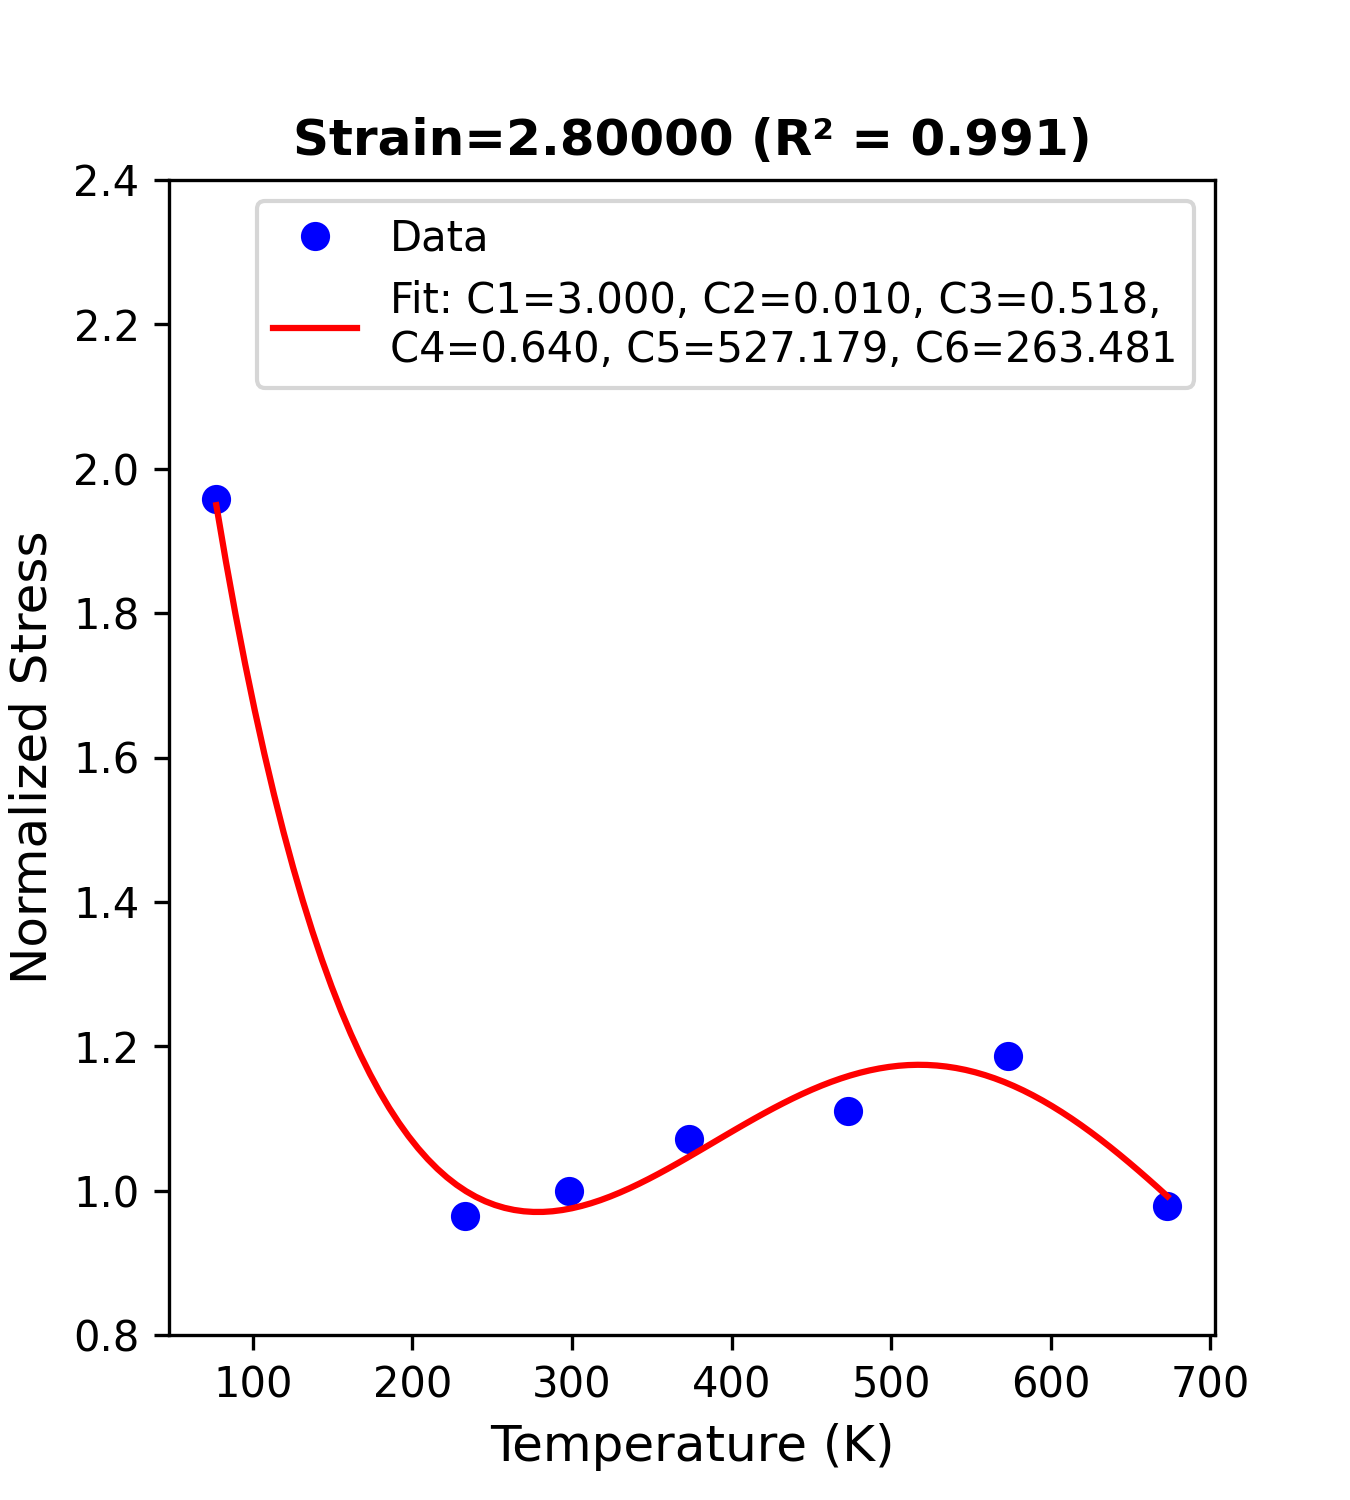 Strain=2.80000 (R² = 0.991)
Data
Fit: C1=3.000, C2=0.010, C3=0.518,
C4=0.640, C5=527.179, C6=263.481
Normalized Stress
2.4
2.2
2.0
1.8
1.6
1.4
1.2
1.0
0.8
100 200 300 400 500 600 700
Temperature (K)